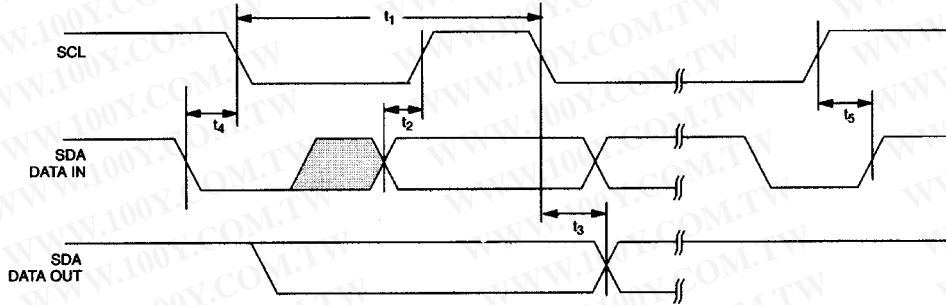 t1
SCL
t4
t2
t5
SDA
DATA IN
t3
SDA
DATA OUT
WWW.100Y.COM.TW